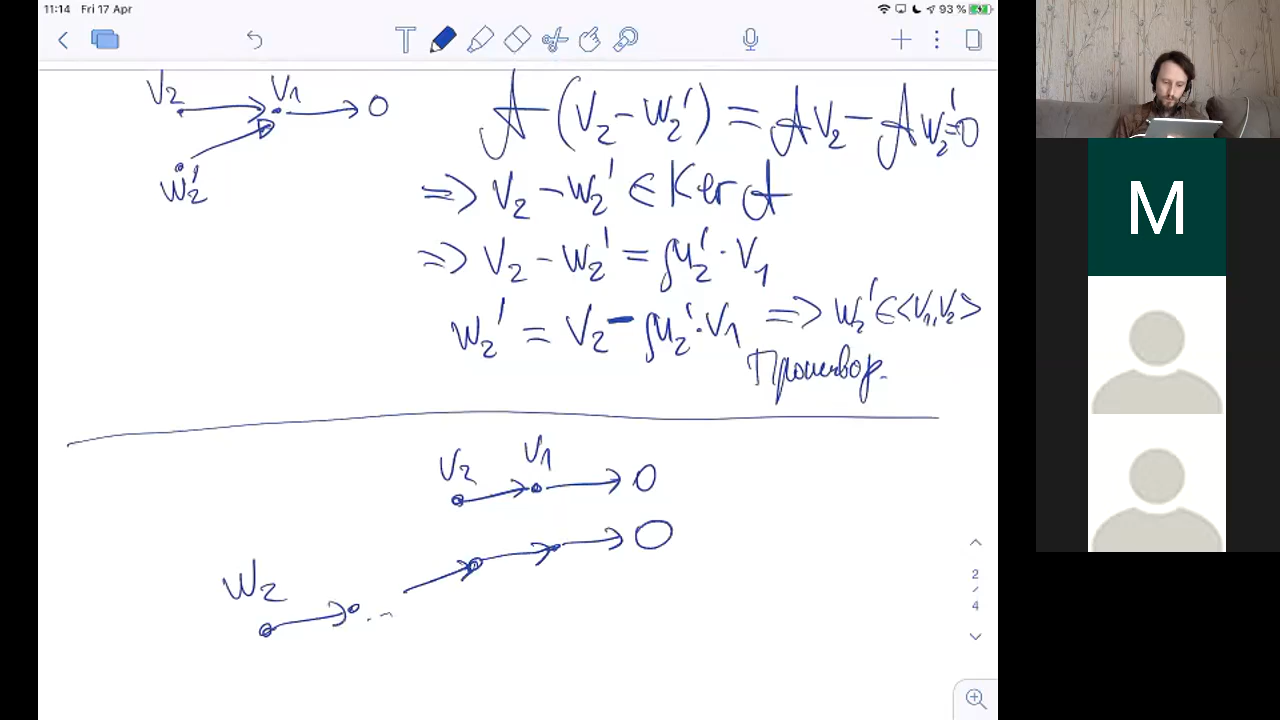 11:14 Fri 17 Apr 93 %
T
V₂ V₁ 0
W₂'
𝒜(V₂ − W₂') = 𝒜V₂ − 𝒜W₂' = 0
=> V₂ − W₂' ∈ Ker 𝒜
=> V₂ − W₂' = μ₂' · V₁
W₂' = V₂ − μ₂' · V₁ => W₂' ∈ <V₁, V₂>
V₂ V₁ 0
0
W₂ ...
M
2
/
4